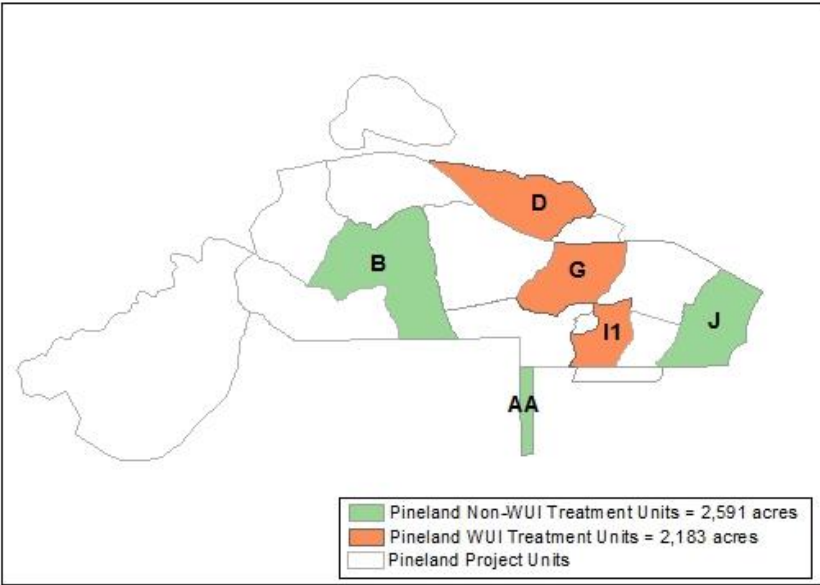 D
B
G
J
I1
AA
Pineland Non-WUI Treatment Units = 2,591 acres
Pineland WUI Treatment Units = 2,183 acres
Pineland Project Units